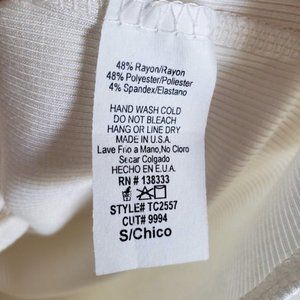 48% Rayon/Rayon
48% Polyester/Poliester
4% Spandex/Elastano
HAND WASH COLD
DO NOT BLEACH
HANG OR LINE DRY
MADE IN U.S.A.
Lave Frio a Mano, No Cloro
Secar Colgado
HECHO EN E.U.A.
RN # 138333
STYLE# TC2557
CUT# 9994
S/Chico